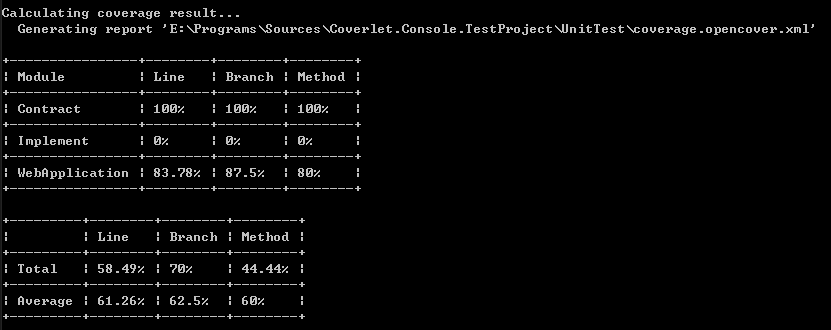 Calculating coverage result...
  Generating report 'E:\Programs\Sources\Coverlet.Console.TestProject\UnitTest\coverage.opencover.xml'

+----------------+--------+--------+--------+
| Module         | Line   | Branch | Method |
+----------------+--------+--------+--------+
| Contract       | 100%   | 100%   | 100%   |
+----------------+--------+--------+--------+
| Implement      | 0%     | 0%     | 0%     |
+----------------+--------+--------+--------+
| WebApplication | 83.78% | 87.5%  | 80%    |
+----------------+--------+--------+--------+

+---------+--------+--------+--------+
|         | Line   | Branch | Method |
+---------+--------+--------+--------+
| Total   | 58.49% | 70%    | 44.44% |
+---------+--------+--------+--------+
| Average | 61.26% | 62.5%  | 60%    |
+---------+--------+--------+--------+